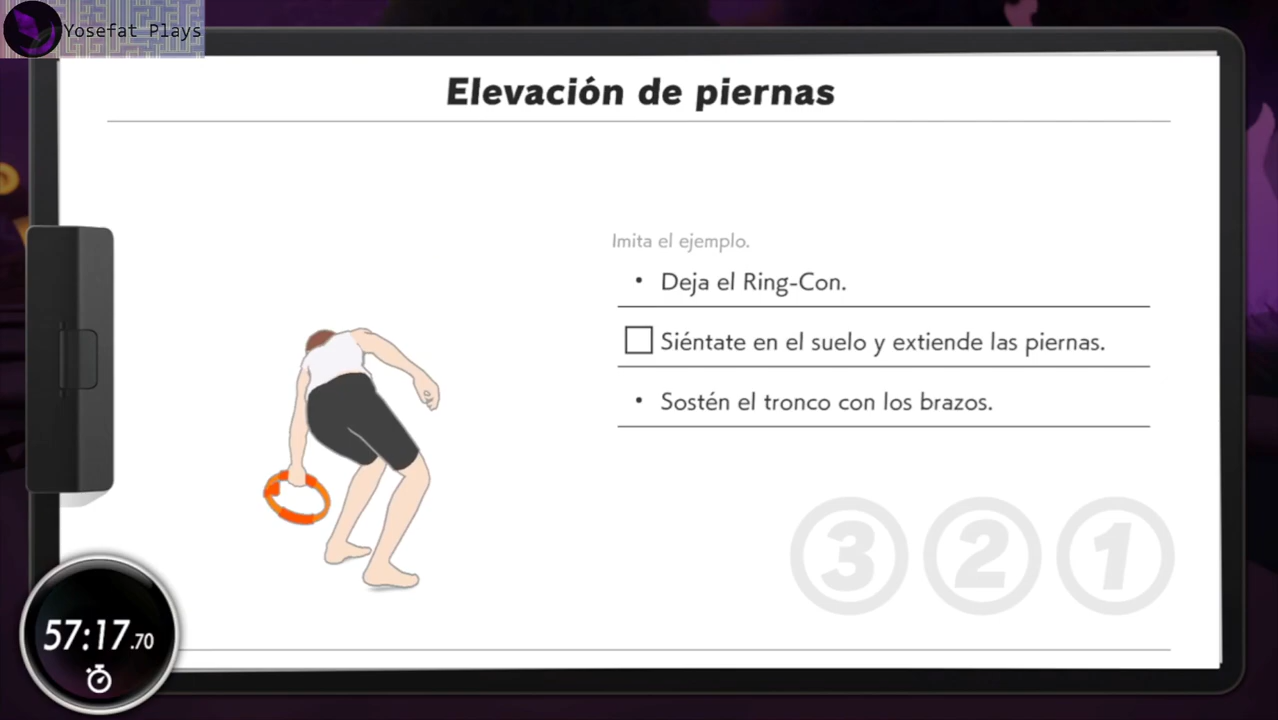 Yosefat Plays
Elevación de piernas
Imita el ejemplo.
• Deja el Ring-Con.
Siéntate en el suelo y extiende las piernas.
• Sostén el tronco con los brazos.
3 2 1
57:17.70